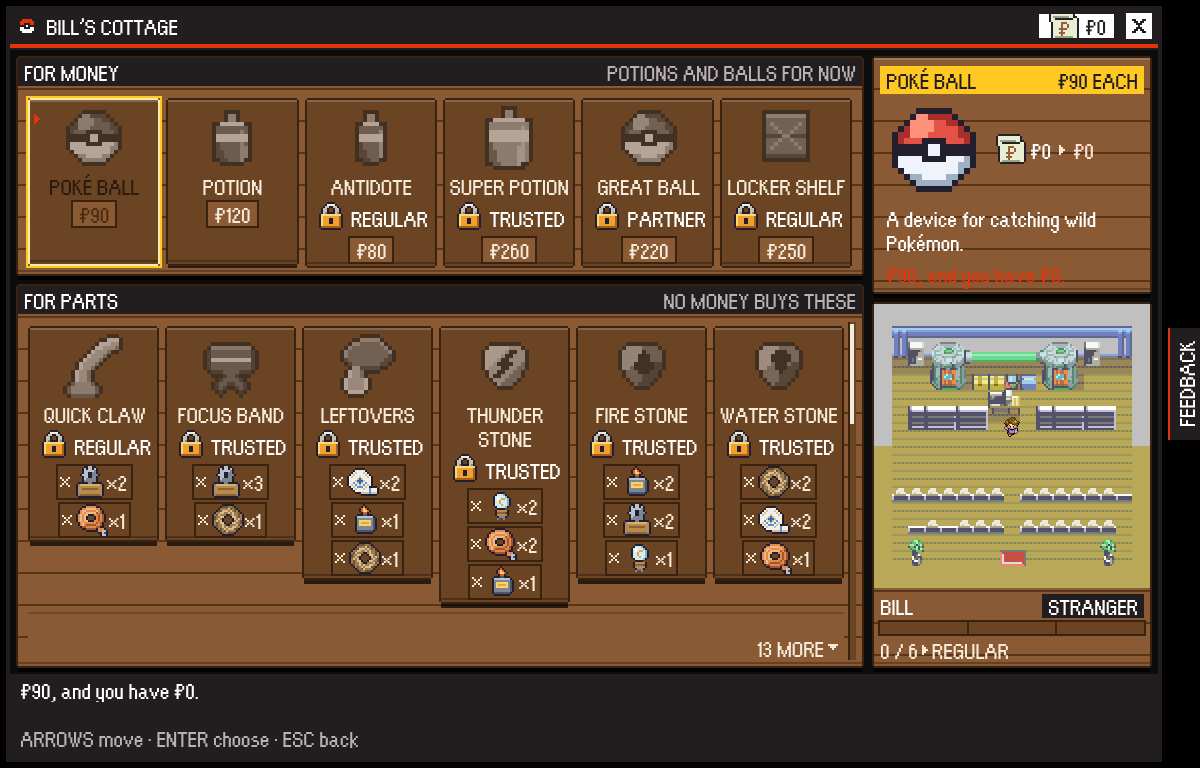 BILL'S COTTAGE
₽0
X
FOR MONEY
POTIONS AND BALLS FOR NOW
POKÉ BALL
₽90
POTION
₽120
ANTIDOTE
REGULAR
₽80
SUPER POTION
TRUSTED
₽260
GREAT BALL
PARTNER
₽220
LOCKER SHELF
REGULAR
₽250
FOR PARTS
NO MONEY BUYS THESE
QUICK CLAW
REGULAR
×2
×1
FOCUS BAND
TRUSTED
×3
×1
LEFTOVERS
TRUSTED
×2
×1
×1
THUNDER
STONE
TRUSTED
×2
×2
×1
FIRE STONE
TRUSTED
×2
×2
×1
WATER STONE
TRUSTED
×2
×2
×1
13 MORE
POKÉ BALL ₽90 EACH
₽0 ▸ ₽0
A device for catching wild
Pokémon.
₽90, and you have ₽0.
BILL
STRANGER
0 / 6 ▸ REGULAR
₽90, and you have ₽0.
ARROWS move · ENTER choose · ESC back
FEEDBACK